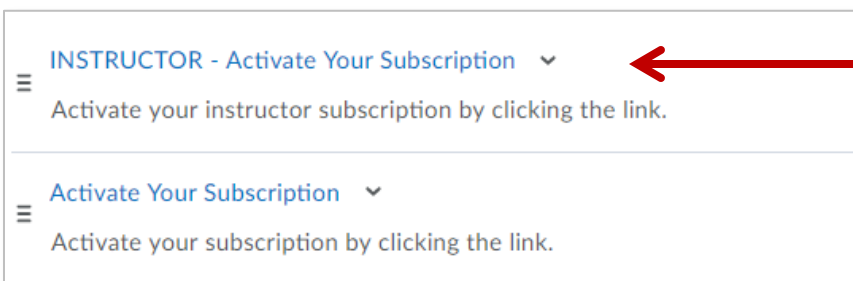 INSTRUCTOR - Activate Your Subscription
Activate your instructor subscription by clicking the link.
Activate Your Subscription
Activate your subscription by clicking the link.